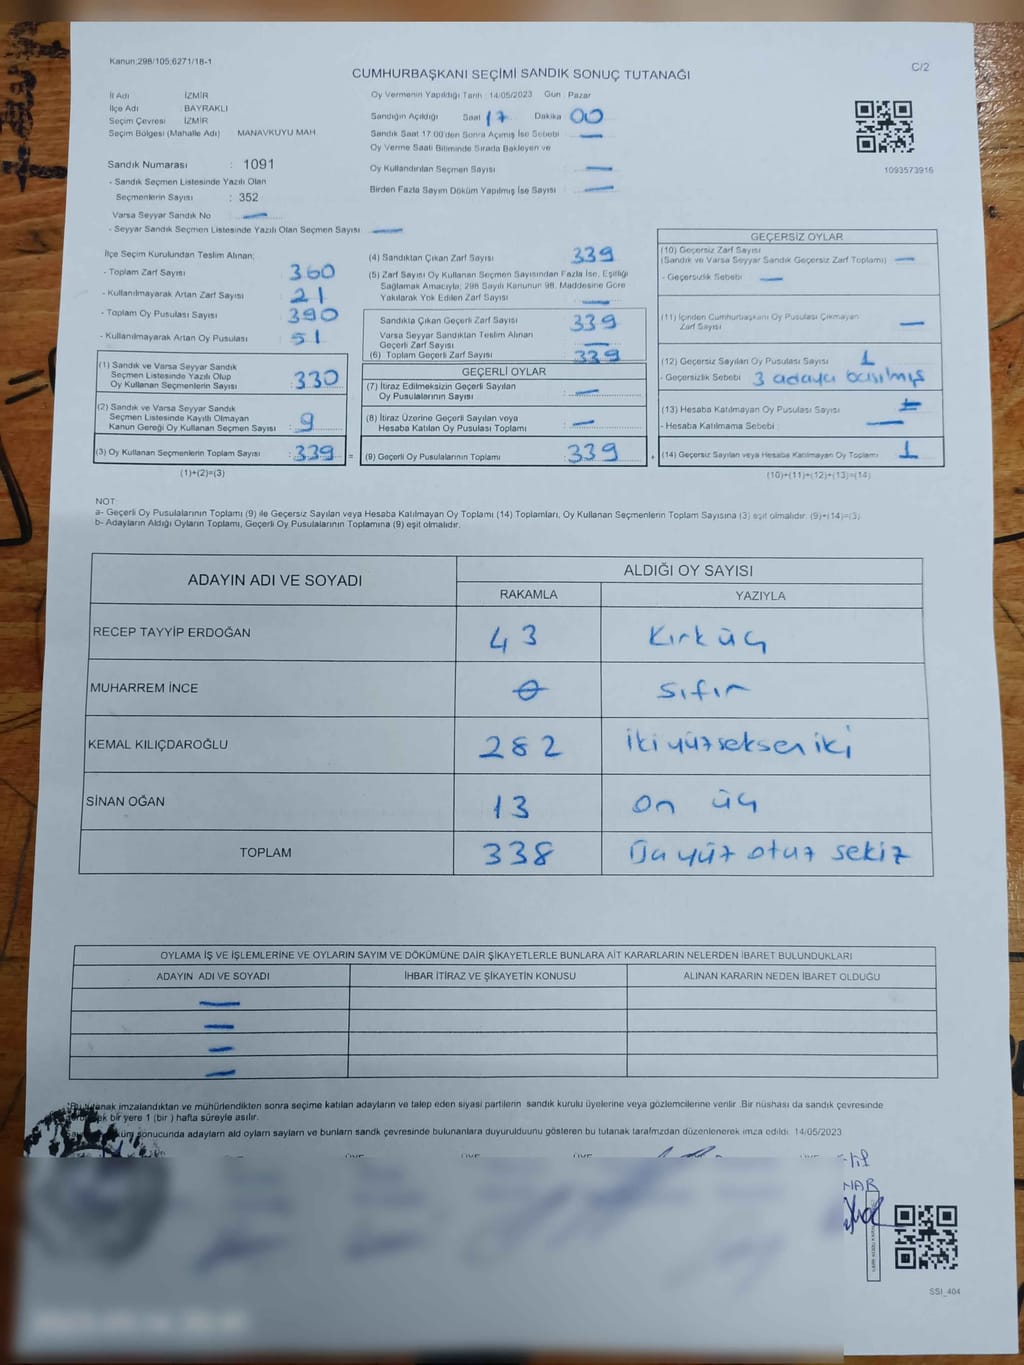 Kanun:298/105;6271/18-1
C/2
CUMHURBAŞKANI SEÇİMİ SANDIK SONUÇ TUTANAĞI
İl Adı İZMİR
İlçe Adı : BAYRAKLI
Seçim Çevresi İZMİR
Seçim Bölgesi (Mahalle Adı) : MANAVKUYU MAH
Oy Vermenin Yapıldığı Tarih : 14/05/2023 Gün : Pazar
Sandığın Açıldığı Saat 17 Dakika 00
Sandık Saat 17:00'den Sonra Açımış İse Sebebi —
Oy Verme Saati Bitiminde Sırada Bekleyen ve
Oy Kullandırılan Seçmen Sayısı —
Birden Fazla Sayım Döküm Yapılmış İse Sayısı —
1093573916
Sandık Numarası : 1091
- Sandık Seçmen Listesinde Yazılı Olan
Seçmenlerin Sayısı : 352
Varsa Seyyar Sandık No —
- Seyyar Sandık Seçmen Listesinde Yazılı Olan Seçmen Sayısı —
İlçe Seçim Kurulundan Teslim Alınan;
- Toplam Zarf Sayısı : 360
- Kullanılmayarak Artan Zarf Sayısı : 21
- Toplam Oy Pusulası Sayısı : 390
- Kullanılmayarak Artan Oy Pusulası : 51
(1) Sandık ve Varsa Seyyar Sandık
Seçmen Listesinde Yazılı Olup
Oy Kullanan Seçmenlerin Sayısı : 330
(2) Sandık ve Varsa Seyyar Sandık
Seçmen Listesinde Kayıtlı Olmayan
Kanun Gereği Oy Kullanan Seçmen Sayısı : 9
(3) Oy Kullanan Seçmenlerin Toplam Sayısı : 339
(1)+(2)=(3)
(4) Sandıktan Çıkan Zarf Sayısı 339
(5) Zarf Sayısı Oy Kullanan Seçmen Sayısından Fazla İse, Eşitliği
Sağlamak Amacıyla; 298 Sayılı Kanunun 98. Maddesine Göre
Yakılarak Yok Edilen Zarf Sayısı —
Sandıkta Çıkan Geçerli Zarf Sayısı : 339
Varsa Seyyar Sandıktan Teslim Alınan
Geçerli Zarf Sayısı —
(6) Toplam Geçerli Zarf Sayısı : 339
GEÇERLİ OYLAR
(7) İtiraz Edilmeksizin Geçerli Sayılan
Oy Pusulalarının Sayısı : —
(8) İtiraz Üzerine Geçerli Sayılan veya
Hesaba Katılan Oy Pusulası Toplamı : —
= (9) Geçerli Oy Pusulalarının Toplamı : 339
GEÇERSİZ OYLAR
(10) Geçersiz Zarf Sayısı
(Sandık ve Varsa Seyyar Sandık Geçersiz Zarf Toplamı) —
- Geçersizlik Sebebi : —
(11) İçinden Cumhurbaşkanı Oy Pusulası Çıkmayan
Zarf Sayısı —
(12) Geçersiz Sayılan Oy Pusulası Sayısı : 1
- Geçersizlik Sebebi 3 adaya basılmış
(13) Hesaba Katılmayan Oy Pusulası Sayısı :
- Hesaba Katılmama Sebebi : —
+ (14) Geçersiz Sayılan veya Hesaba Katılmayan Oy Toplamı : 1
(10)+(11)+(12)+(13)=(14)
NOT:
a- Geçerli Oy Pusulalarının Toplamı (9) ile Geçersiz Sayılan veya Hesaba Katılmayan Oy Toplamı (14) Toplamları, Oy Kullanan Seçmenlerin Toplam Sayısına (3) eşit olmalıdır. (9)+(14)=(3)
b- Adayların Aldığı Oyların Toplamı, Geçerli Oy Pusulalarının Toplamına (9) eşit olmalıdır.
ADAYIN ADI VE SOYADI ALDIĞI OY SAYISI
RAKAMLA YAZIYLA
RECEP TAYYİP ERDOĞAN 43 Kırk üç
MUHARREM İNCE 0 sıfır
KEMAL KILIÇDAROĞLU 282 iki yüz seksen iki
SİNAN OĞAN 13 on üç
TOPLAM 338 Üç yüz otuz sekiz
OYLAMA İŞ VE İŞLEMLERİNE VE OYLARIN SAYIM VE DÖKÜMÜNE DAİR ŞİKAYETLERLE BUNLARA AİT KARARLARIN NELERDEN İBARET BULUNDUKLARI
ADAYIN ADI VE SOYADI İHBAR İTİRAZ VE ŞİKAYETİN KONUSU ALINAN KARARIN NEDEN İBARET OLDUĞU
—
—
—
—
tutanak imzalandıktan ve mühürlendikten sonra seçime katılan adayların ve talep eden siyasi partilerin sandık kurulu üyelerine veya gözlemcilerine verilir .Bir nüshası da sandık çevresinde
bir yere 1 (bir ) hafta süreyle asılır.
sonucunda adayların ald oyların sayların ve bunların sandk çevresinde bulunanlara duyurulduunu gösteren bu tutanak tarafmzdan düzenlenerek imza edildi. 14/05/2023
SSI_404